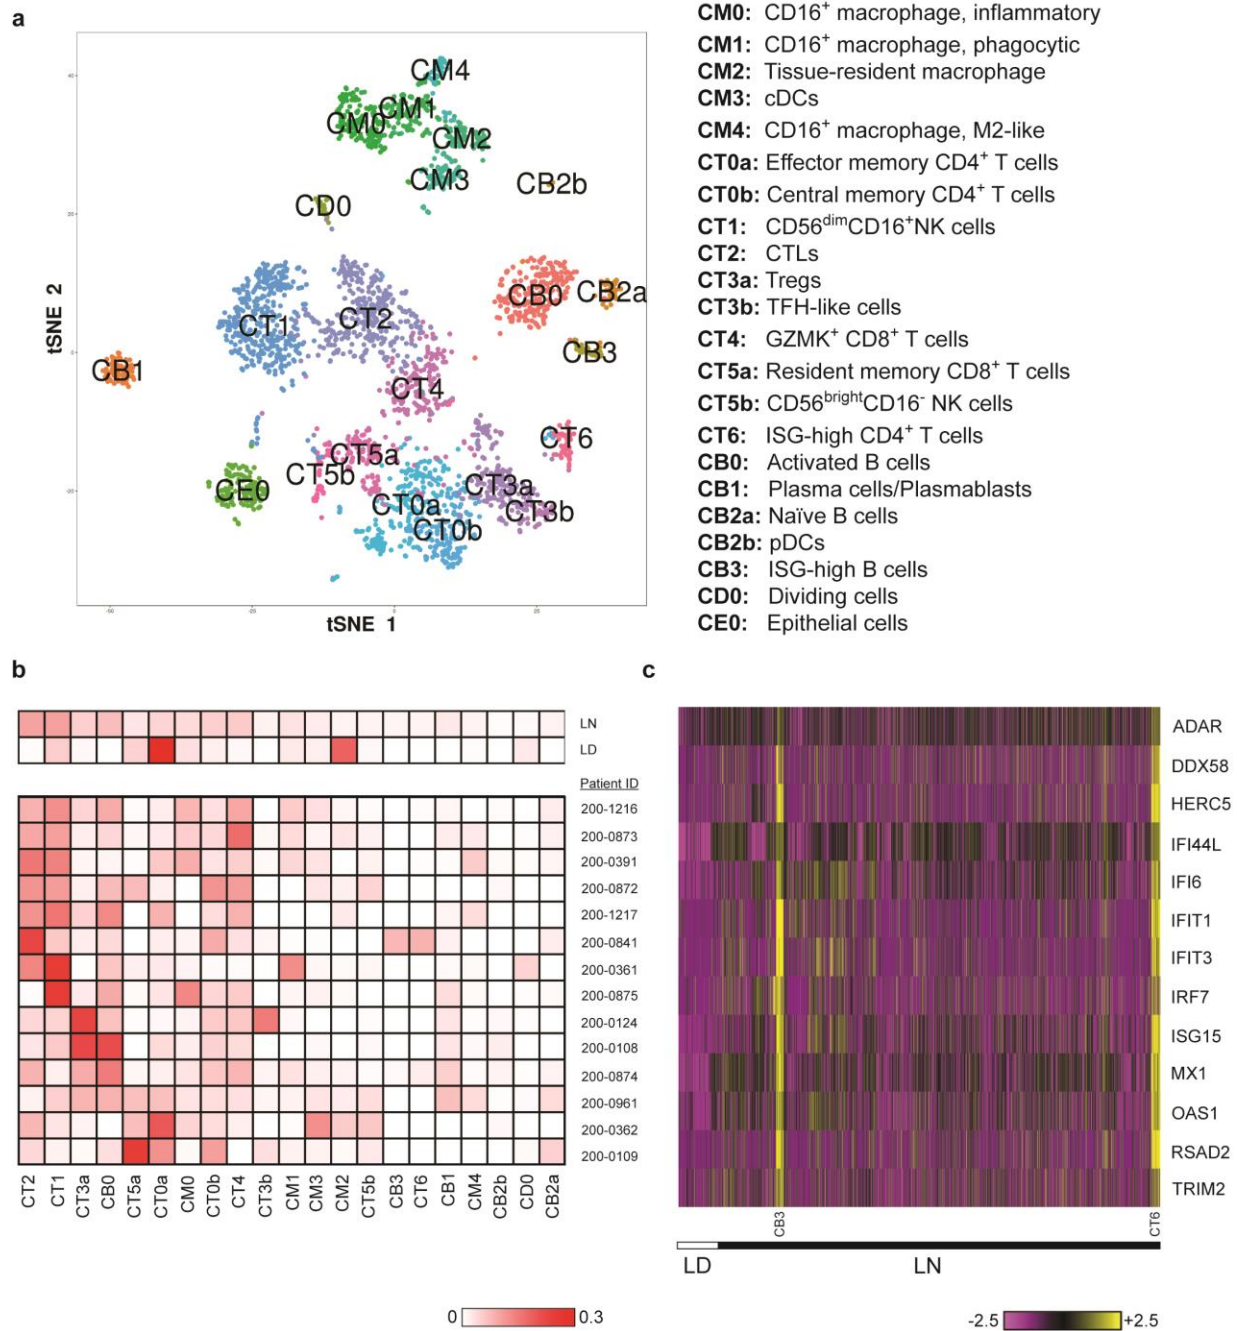 a
CM4
CM1
CM0
CM2
CM3
CB2b
CD0
CB0
CB2a
CT1
CT2
CB3
CB1
CT4
CT6
CT5a
CT5b
CE0
CT3a
CT0a
CT3b
CT0b
tSNE 2
tSNE 1
40
20
0
-20
-50
-25
0
25
CM0: CD16+ macrophage, inflammatory
CM1: CD16+ macrophage, phagocytic
CM2: Tissue-resident macrophage
CM3: cDCs
CM4: CD16+ macrophage, M2-like
CT0a: Effector memory CD4+ T cells
CT0b: Central memory CD4+ T cells
CT1: CD56dimCD16+NK cells
CT2: CTLs
CT3a: Tregs
CT3b: TFH-like cells
CT4: GZMK+ CD8+ T cells
CT5a: Resident memory CD8+ T cells
CT5b: CD56brightCD16- NK cells
CT6: ISG-high CD4+ T cells
CB0: Activated B cells
CB1: Plasma cells/Plasmablasts
CB2a: Naïve B cells
CB2b: pDCs
CB3: ISG-high B cells
CD0: Dividing cells
CE0: Epithelial cells
b
LN
LD
Patient ID
200-1216
200-0873
200-0391
200-0872
200-1217
200-0841
200-0361
200-0875
200-0124
200-0108
200-0874
200-0961
200-0362
200-0109
CT2 CT1 CT3a CB0 CT5a CT0a CM0 CT0b CT4 CT3b CM1 CM3 CM2 CT5b CB3 CT6 CB1 CM4 CB2b CD0 CB2a
0 0.3
c
ADAR
DDX58
HERC5
IFI44L
IFI6
IFIT1
IFIT3
IRF7
ISG15
MX1
OAS1
RSAD2
TRIM2
CB3 CT6
LD LN
-2.5 +2.5